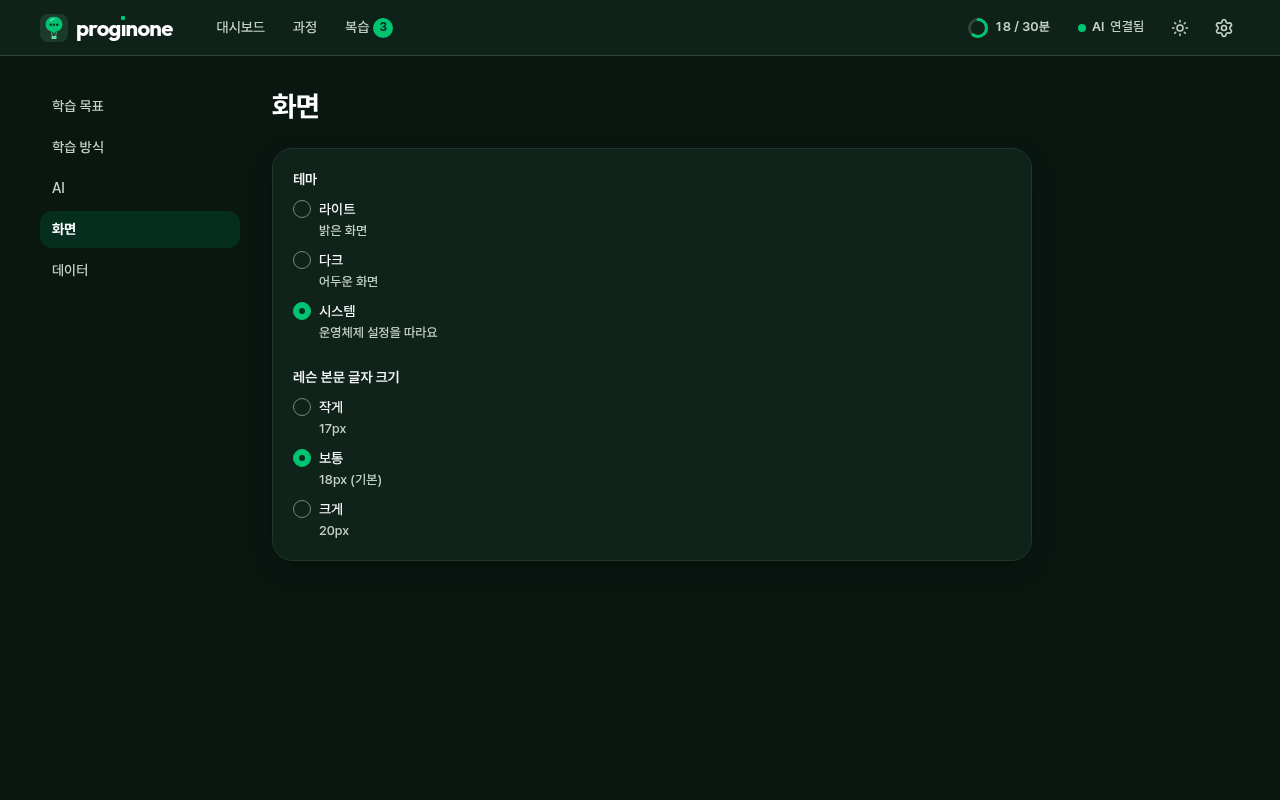 proginone
대시보드
과정
복습 3
18 / 30분
AI 연결됨
학습 목표
학습 방식
AI
화면
데이터
화면
테마
라이트
밝은 화면
다크
어두운 화면
시스템
운영체제 설정을 따라요
레슨 본문 글자 크기
작게
17px
보통
18px (기본)
크게
20px